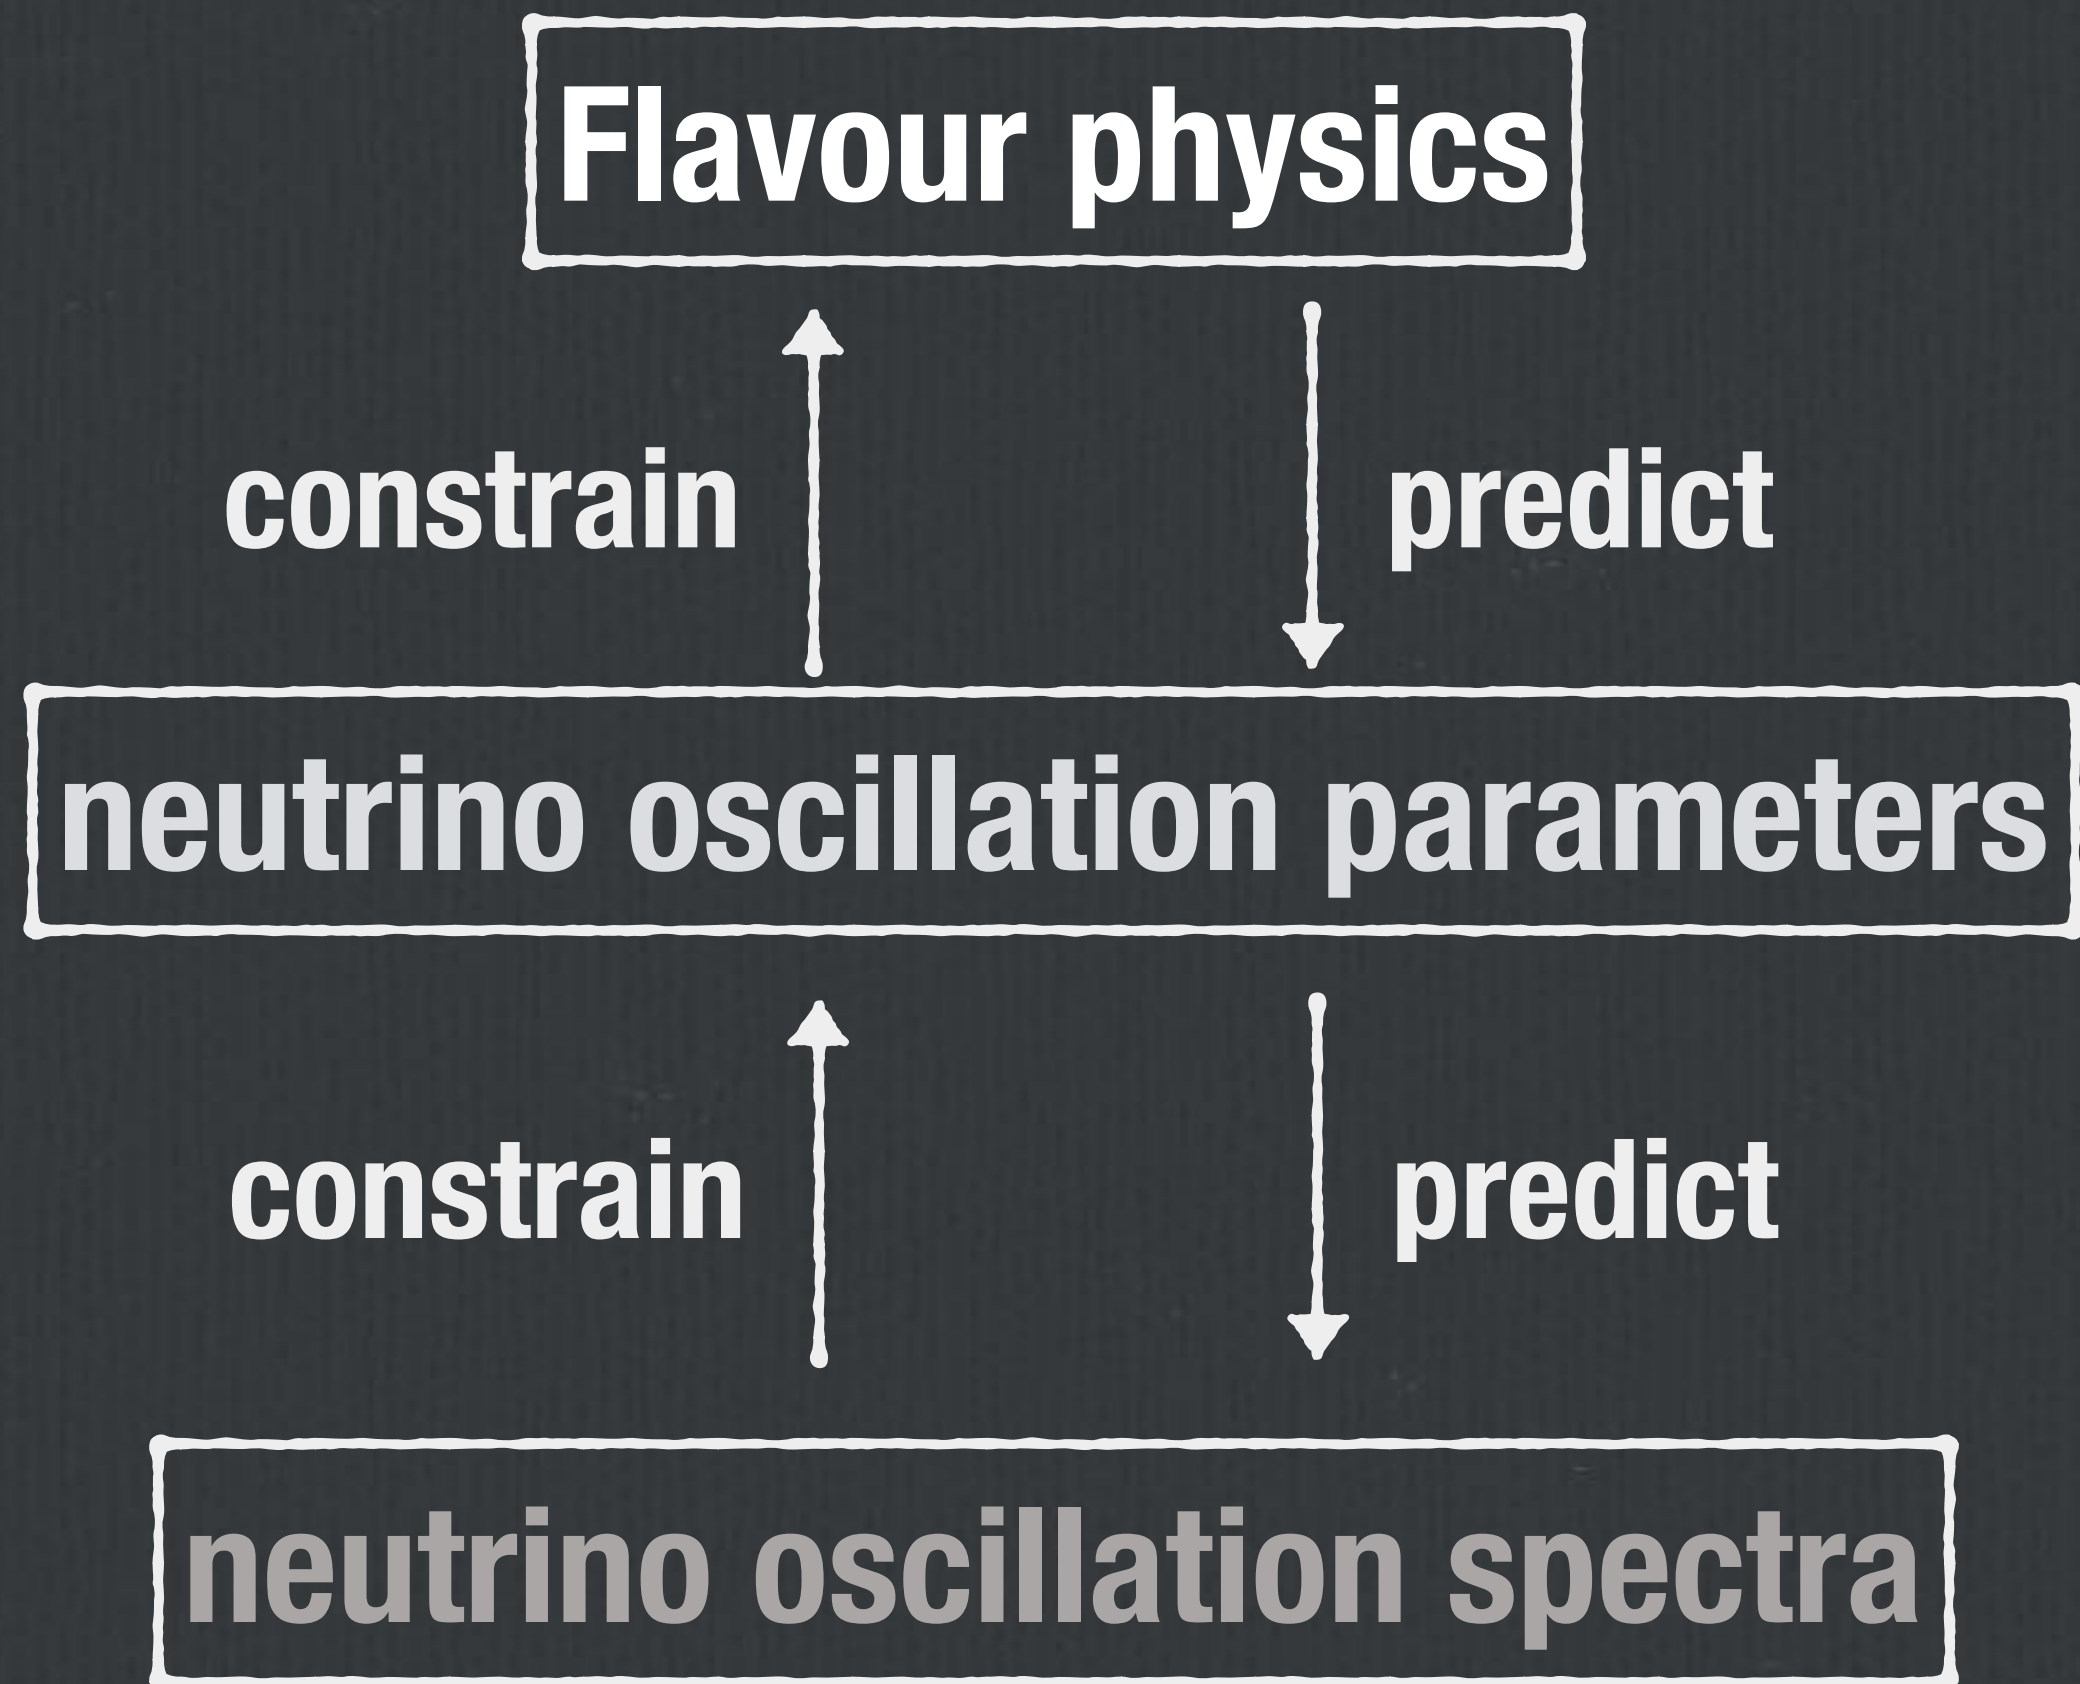 Flavour physics
constrain
predict
neutrino oscillation parameters
constrain
predict
neutrino oscillation spectra